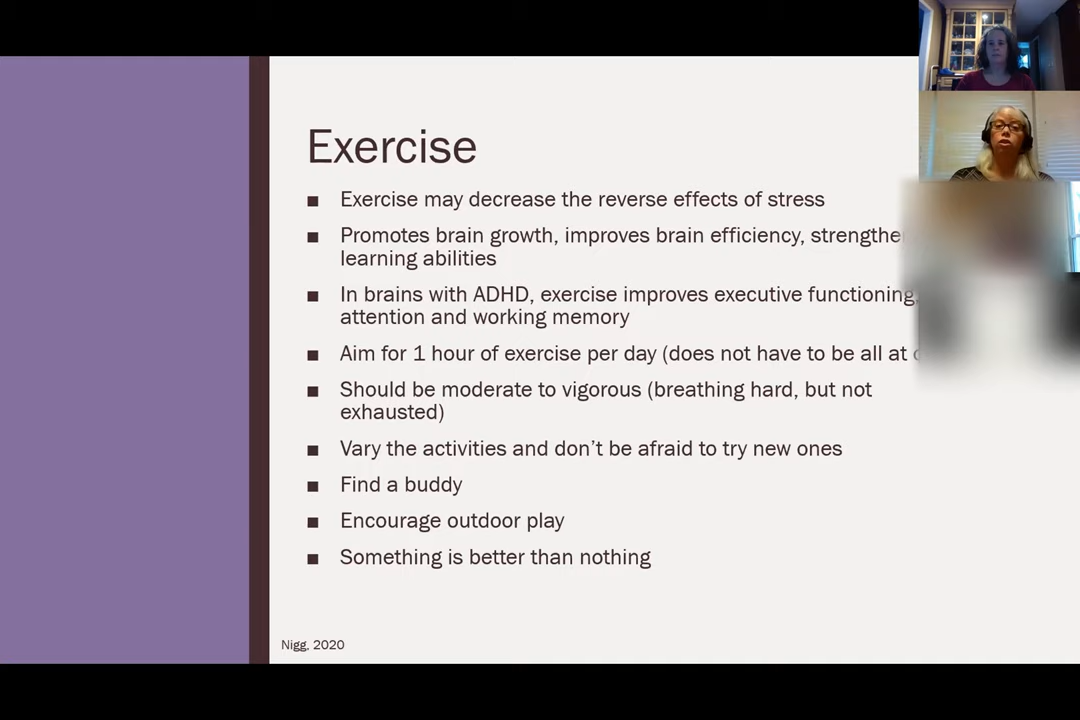 Exercise
■ Exercise may decrease the reverse effects of stress
■ Promotes brain growth, improves brain efficiency,
learning abilities
■ In brains with ADHD, exercise improves executive functioning,
attention and working memory
■ Aim for 1 hour of exercise per day (does not have to be all at
■ Should be moderate to vigorous (breathing hard, but not
exhausted)
■ Vary the activities and don’t be afraid to try new ones
■ Find a buddy
■ Encourage outdoor play
■ Something is better than nothing
Nigg, 2020